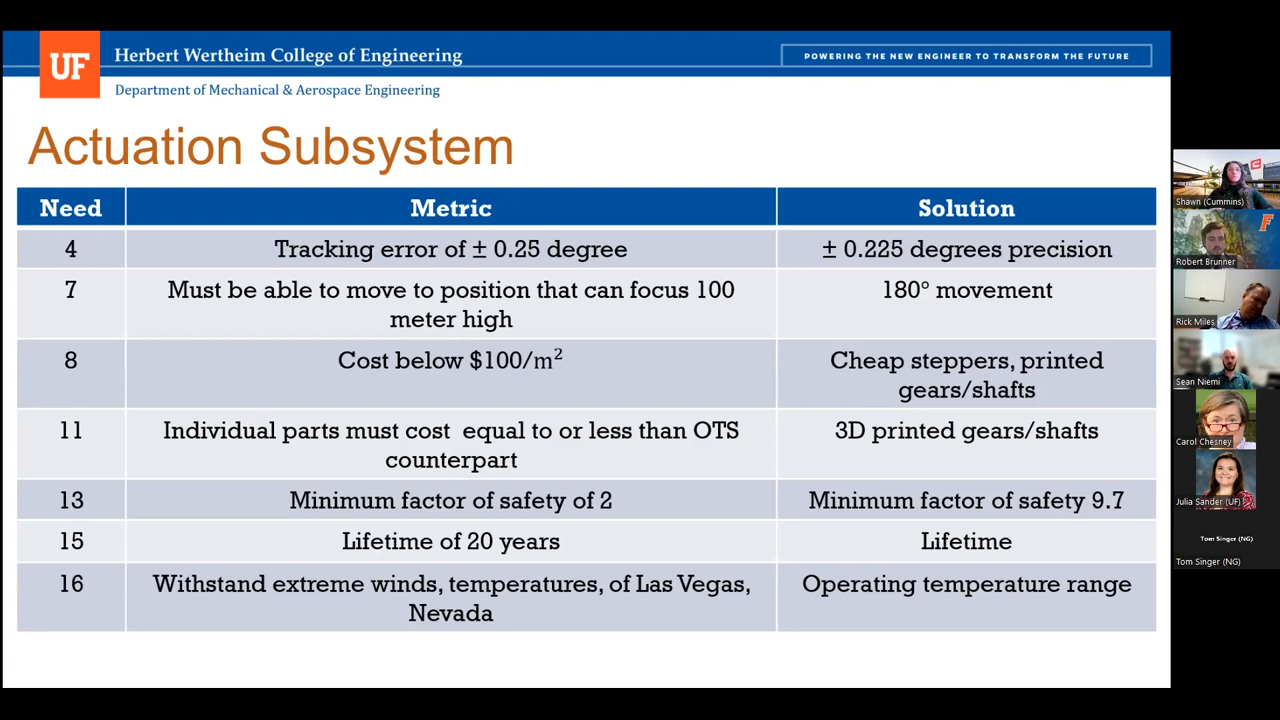 UF
Herbert Wertheim College of Engineering
POWERING THE NEW ENGINEER TO TRANSFORM THE FUTURE
Department of Mechanical & Aerospace Engineering
Actuation Subsystem
Need
Metric
Solution
4
Tracking error of ± 0.25 degree
± 0.225 degrees precision
7
Must be able to move to position that can focus 100
meter high
180° movement
8
Cost below $100/m²
Cheap steppers, printed
gears/shafts
11
Individual parts must cost equal to or less than OTS
counterpart
3D printed gears/shafts
13
Minimum factor of safety of 2
Minimum factor of safety 9.7
15
Lifetime of 20 years
Lifetime
16
Withstand extreme winds, temperatures, of Las Vegas,
Nevada
Operating temperature range
Shawn (Cummins)
F
Robert Brunner
Rick Miles
Sean Niemi
Carol Chesney
Julia Sander (UF)
Tom Singer (NG)
Tom Singer (NG)